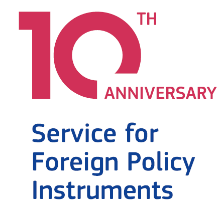 10TH
ANNIVERSARY
Service for
Foreign Policy
Instruments